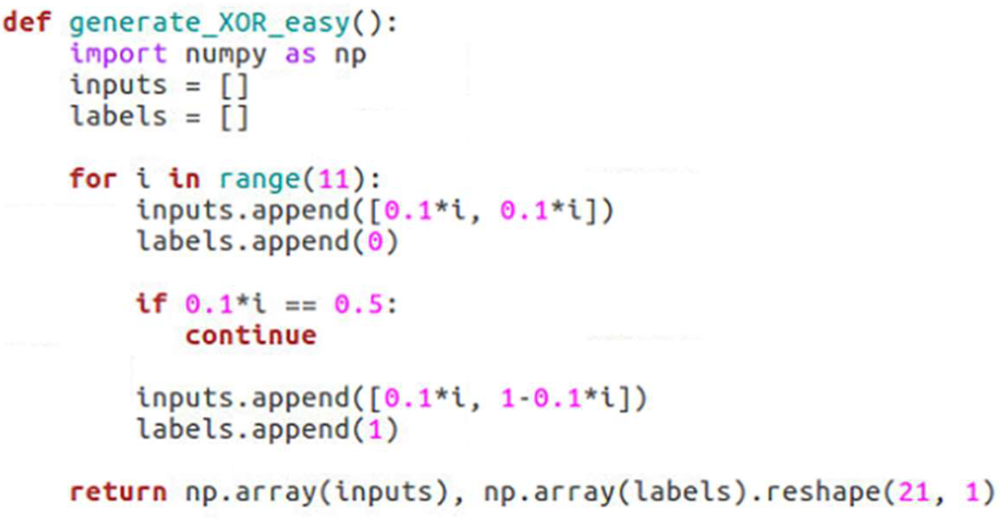 def generate_XOR_easy():
    import numpy as np
    inputs = []
    labels = []

    for i in range(11):
        inputs.append([0.1*i, 0.1*i])
        labels.append(0)

        if 0.1*i == 0.5:
           continue

        inputs.append([0.1*i, 1-0.1*i])
        labels.append(1)

    return np.array(inputs), np.array(labels).reshape(21, 1)